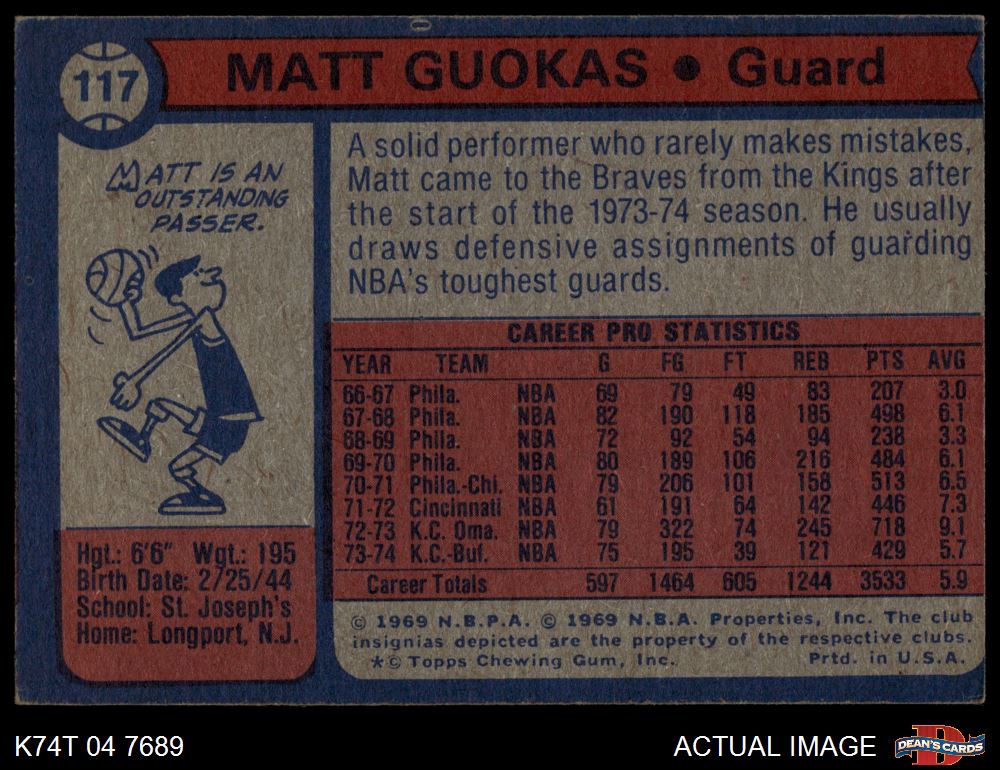 117
MATT GUOKAS ● Guard
MATT IS AN
OUTSTANDING
PASSER.
A solid performer who rarely makes mistakes,
Matt came to the Braves from the Kings after
the start of the 1973-74 season. He usually
draws defensive assignments of guarding
NBA's toughest guards.
CAREER PRO STATISTICS
YEAR TEAM G FG FT REB PTS AVG
66-67 Phila. NBA 69 79 49 83 207 3.0
67-68 Phila. NBA 82 190 118 185 498 6.1
68-69 Phila. NBA 72 92 54 94 238 3.3
69-70 Phila. NBA 80 189 106 216 484 6.1
70-71 Phila.-Chi. NBA 79 206 101 158 513 6.5
71-72 Cincinnati NBA 61 191 64 142 446 7.3
72-73 K.C. Oma. NBA 79 322 74 245 718 9.1
73-74 K.C.-Buf. NBA 75 195 39 121 429 5.7
Career Totals 597 1464 605 1244 3533 5.9
Hgt.: 6'6" Wgt.: 195
Birth Date: 2/25/44
School: St. Joseph's
Home: Longport, N.J.
© 1969 N.B.P.A. © 1969 N.B.A. Properties, Inc. The club
insignias depicted are the property of the respective clubs.
*© Topps Chewing Gum, Inc. Prtd. in U.S.A.
K74T 04 7689
ACTUAL IMAGE
DEAN'S CARDS